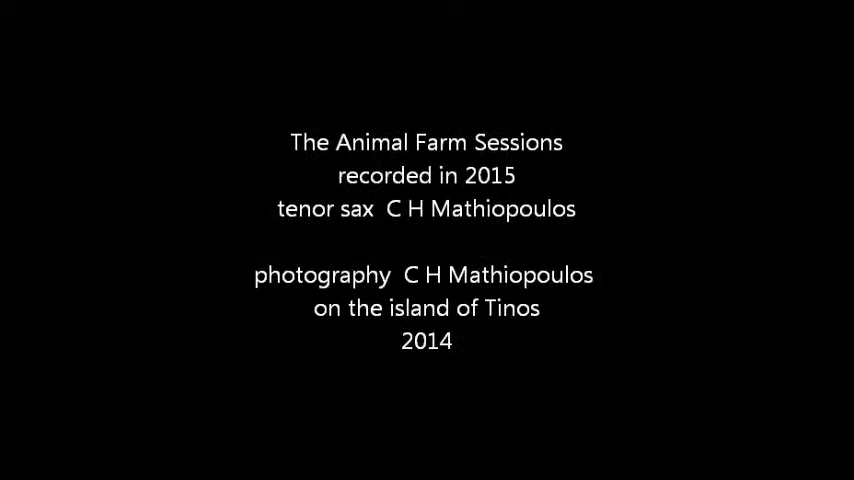 The Animal Farm Sessions
recorded in 2015
tenor sax  C H Mathiopoulos
photography  C H Mathiopoulos
on the island of Tinos
2014